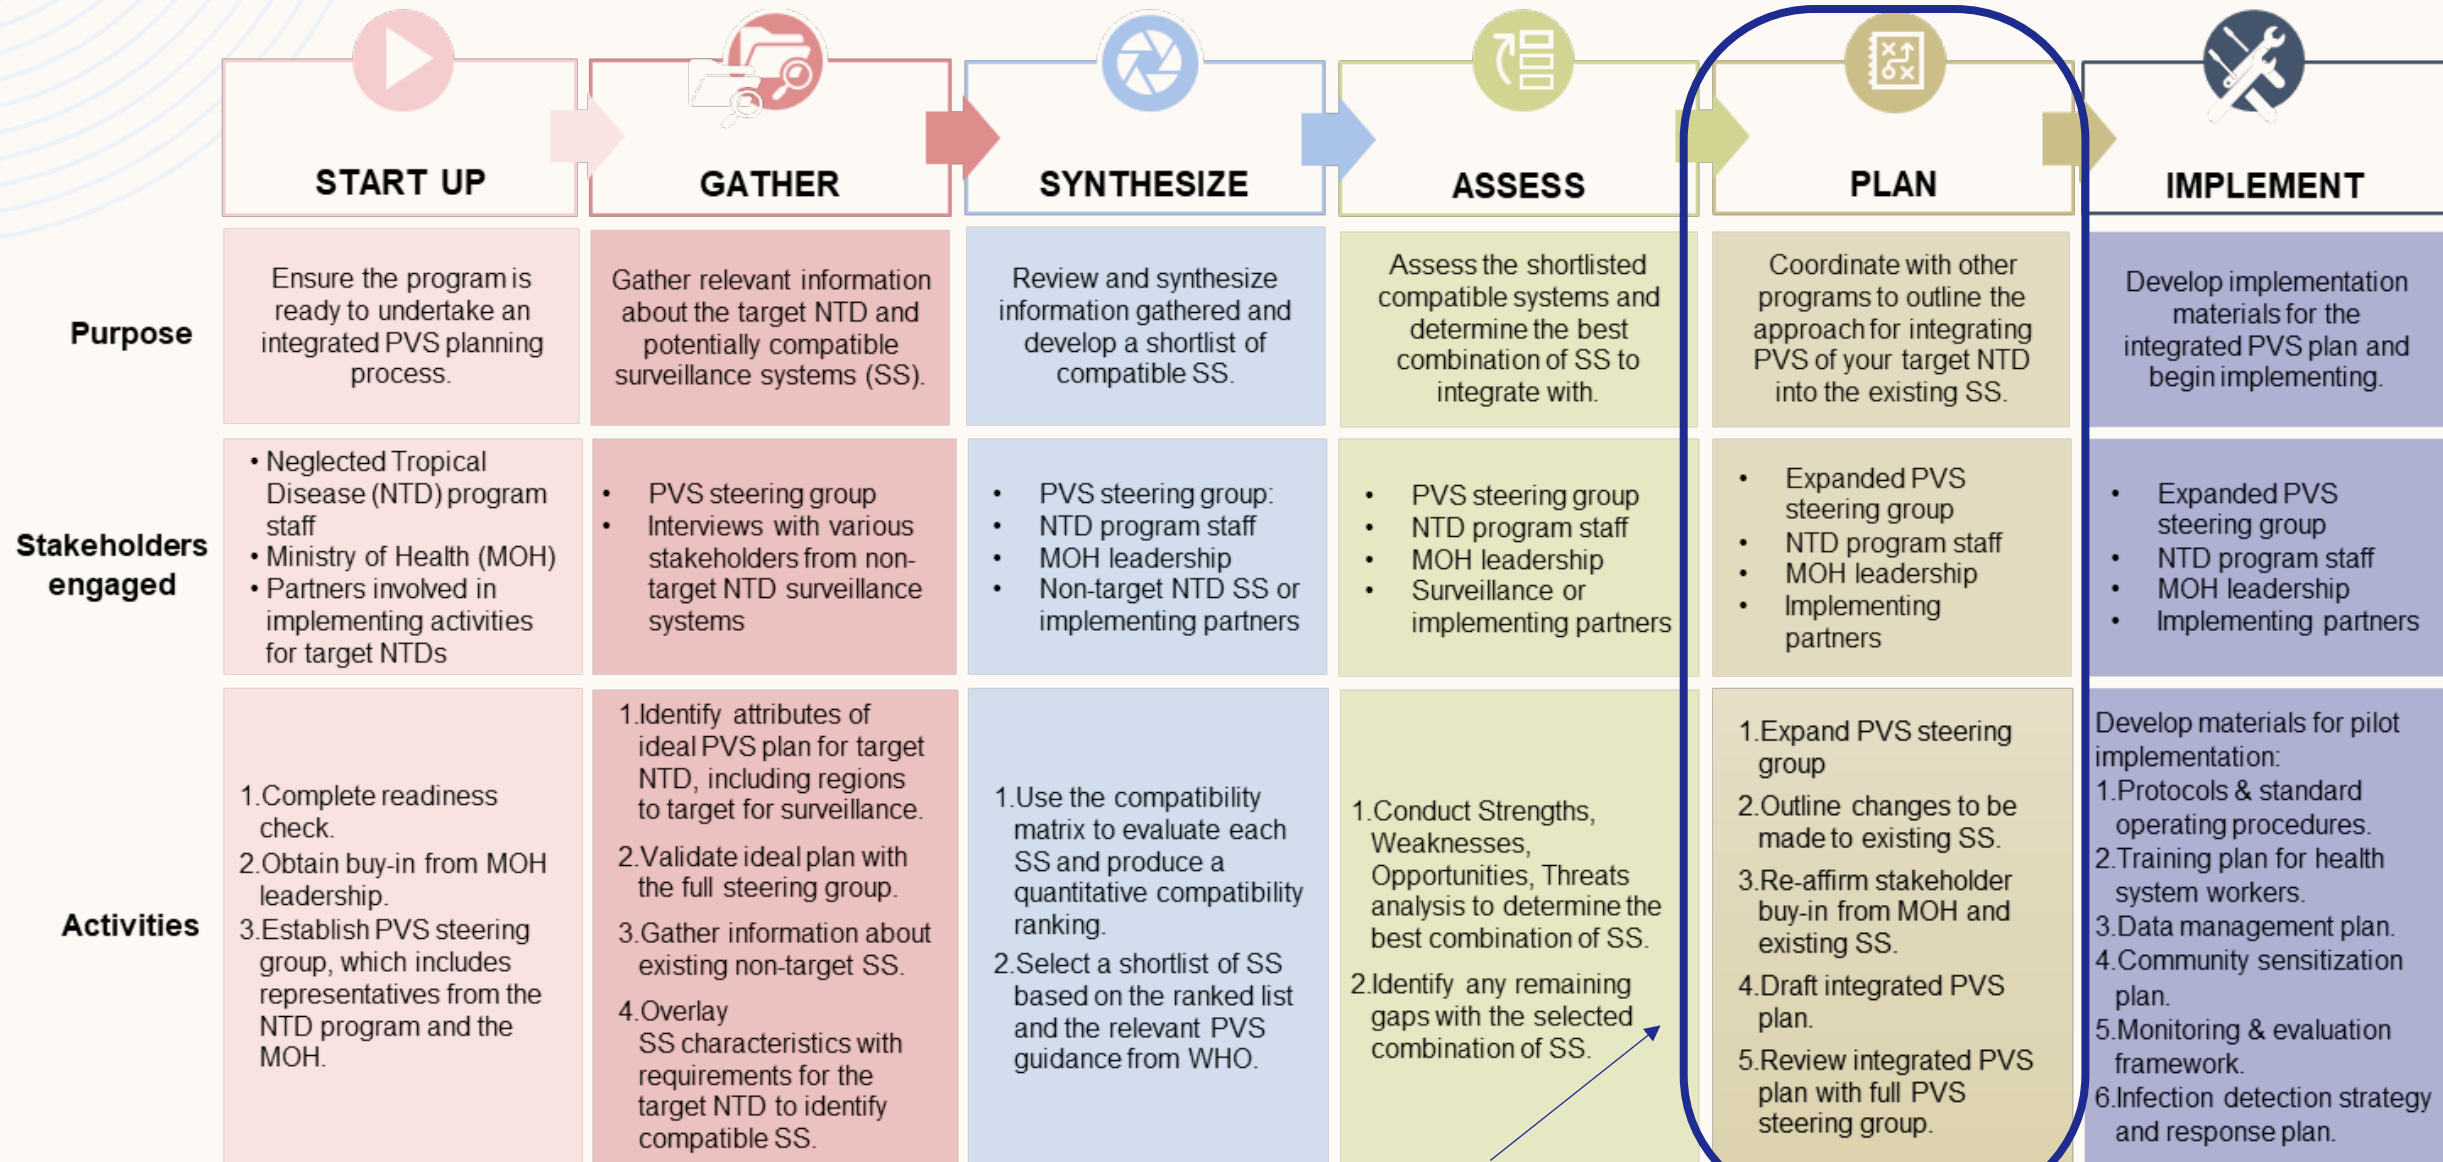 START UP
GATHER
SYNTHESIZE
ASSESS
PLAN
IMPLEMENT
Purpose
Ensure the program is
ready to undertake an
integrated PVS planning
process.
Gather relevant information
about the target NTD and
potentially compatible
surveillance systems (SS).
Review and synthesize
information gathered and
develop a shortlist of
compatible SS.
Assess the shortlisted
compatible systems and
determine the best
combination of SS to
integrate with.
Coordinate with other
programs to outline the
approach for integrating
PVS of your target NTD
into the existing SS.
Develop implementation
materials for the
integrated PVS plan and
begin implementing.
Stakeholders
engaged
• Neglected Tropical
Disease (NTD) program
staff
• Ministry of Health (MOH)
• Partners involved in
implementing activities
for target NTDs
• PVS steering group
• Interviews with various
stakeholders from non-
target NTD surveillance
systems
• PVS steering group:
• NTD program staff
• MOH leadership
• Non-target NTD SS or
implementing partners
• PVS steering group
• NTD program staff
• MOH leadership
• Surveillance or
implementing partners
• Expanded PVS
steering group
• NTD program staff
• MOH leadership
• Implementing
partners
• Expanded PVS
steering group
• NTD program staff
• MOH leadership
• Implementing partners
Activities
1.Complete readiness
check.
2.Obtain buy-in from MOH
leadership.
3.Establish PVS steering
group, which includes
representatives from the
NTD program and the
MOH.
1.Identify attributes of
ideal PVS plan for target
NTD, including regions
to target for surveillance.
2.Validate ideal plan with
the full steering group.
3.Gather information about
existing non-target SS.
4.Overlay
SS characteristics with
requirements for the
target NTD to identify
compatible SS.
1.Use the compatibility
matrix to evaluate each
SS and produce a
quantitative compatibility
ranking.
2.Select a shortlist of SS
based on the ranked list
and the relevant PVS
guidance from WHO.
1.Conduct Strengths,
Weaknesses,
Opportunities, Threats
analysis to determine the
best combination of SS.
2.Identify any remaining
gaps with the selected
combination of SS.
1.Expand PVS steering
group
2.Outline changes to be
made to existing SS.
3.Re-affirm stakeholder
buy-in from MOH and
existing SS.
4.Draft integrated PVS
plan.
5.Review integrated PVS
plan with full PVS
steering group.
Develop materials for pilot
implementation:
1.Protocols & standard
operating procedures.
2.Training plan for health
system workers.
3.Data management plan.
4.Community sensitization
plan.
5.Monitoring & evaluation
framework.
6.Infection detection strategy
and response plan.